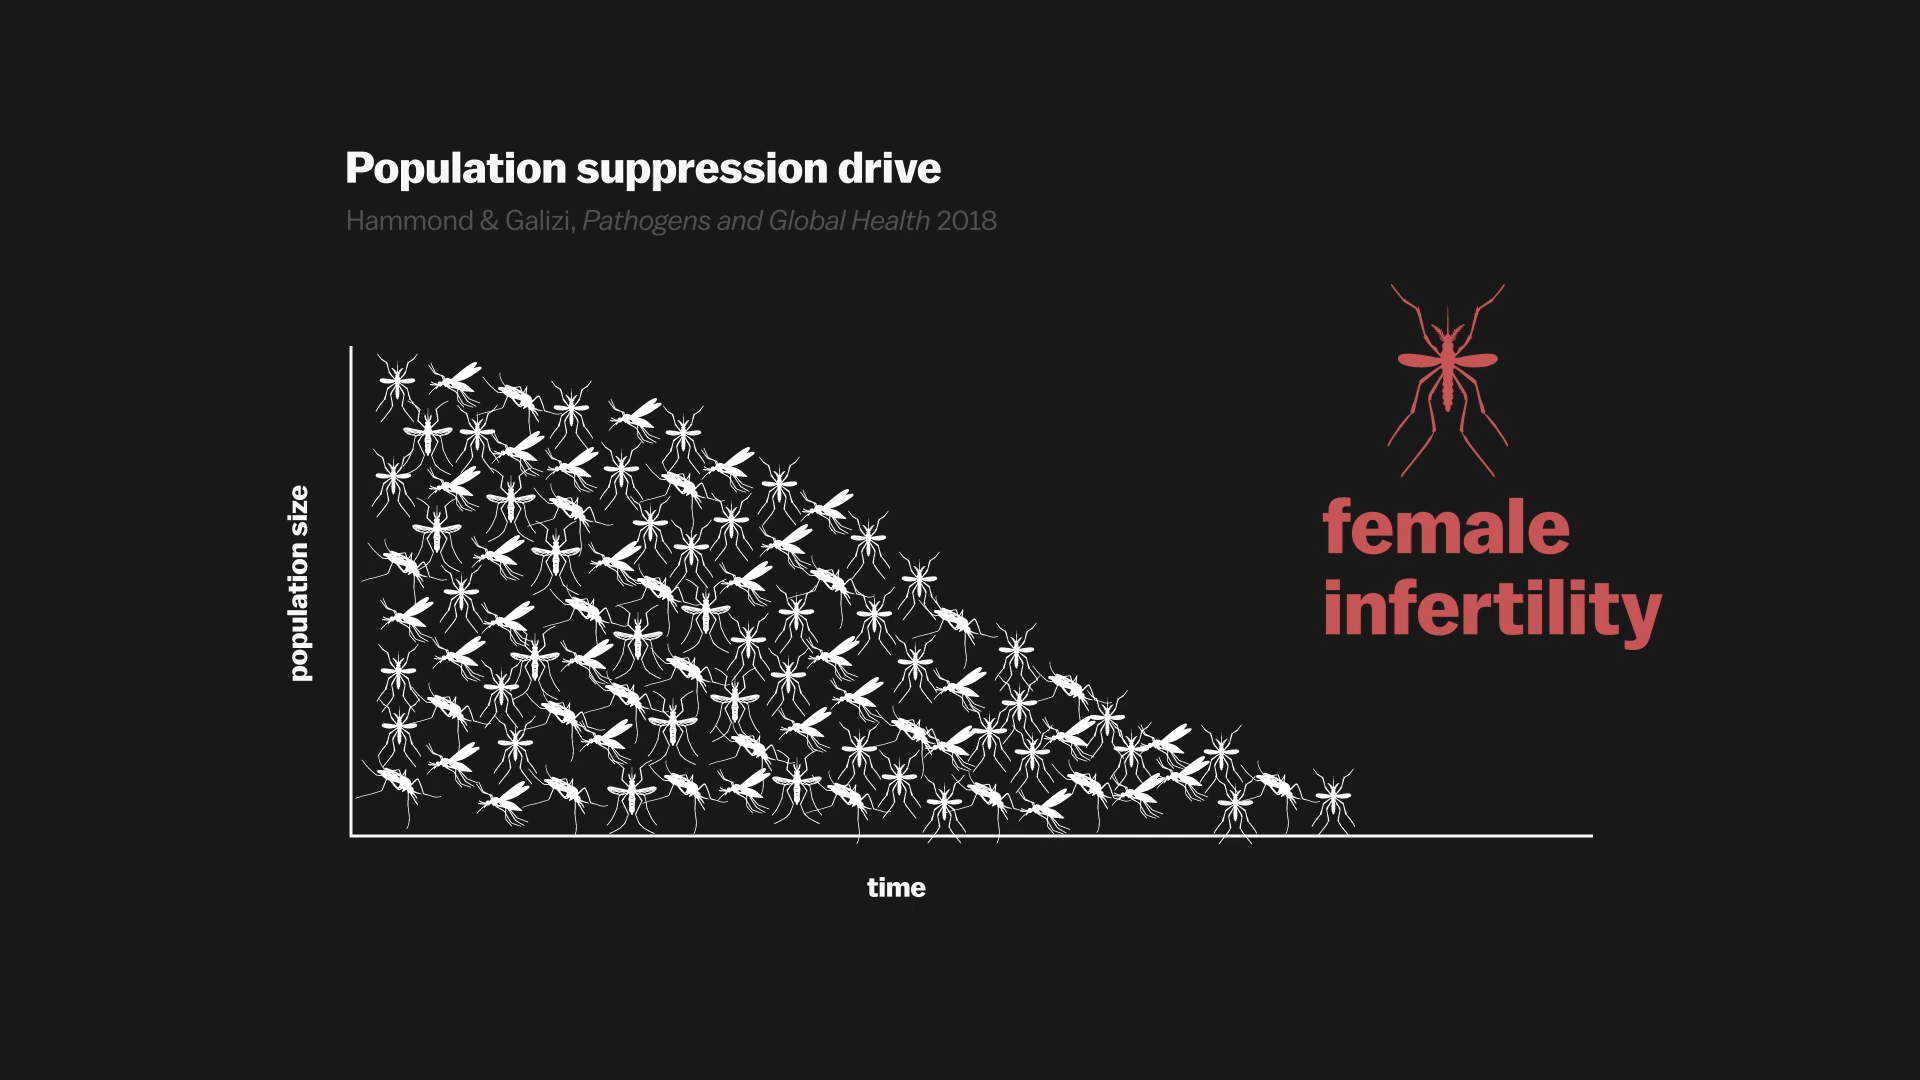 Population suppression drive
Hammond & Galizi, Pathogens and Global Health 2018
female
infertility
population size
time